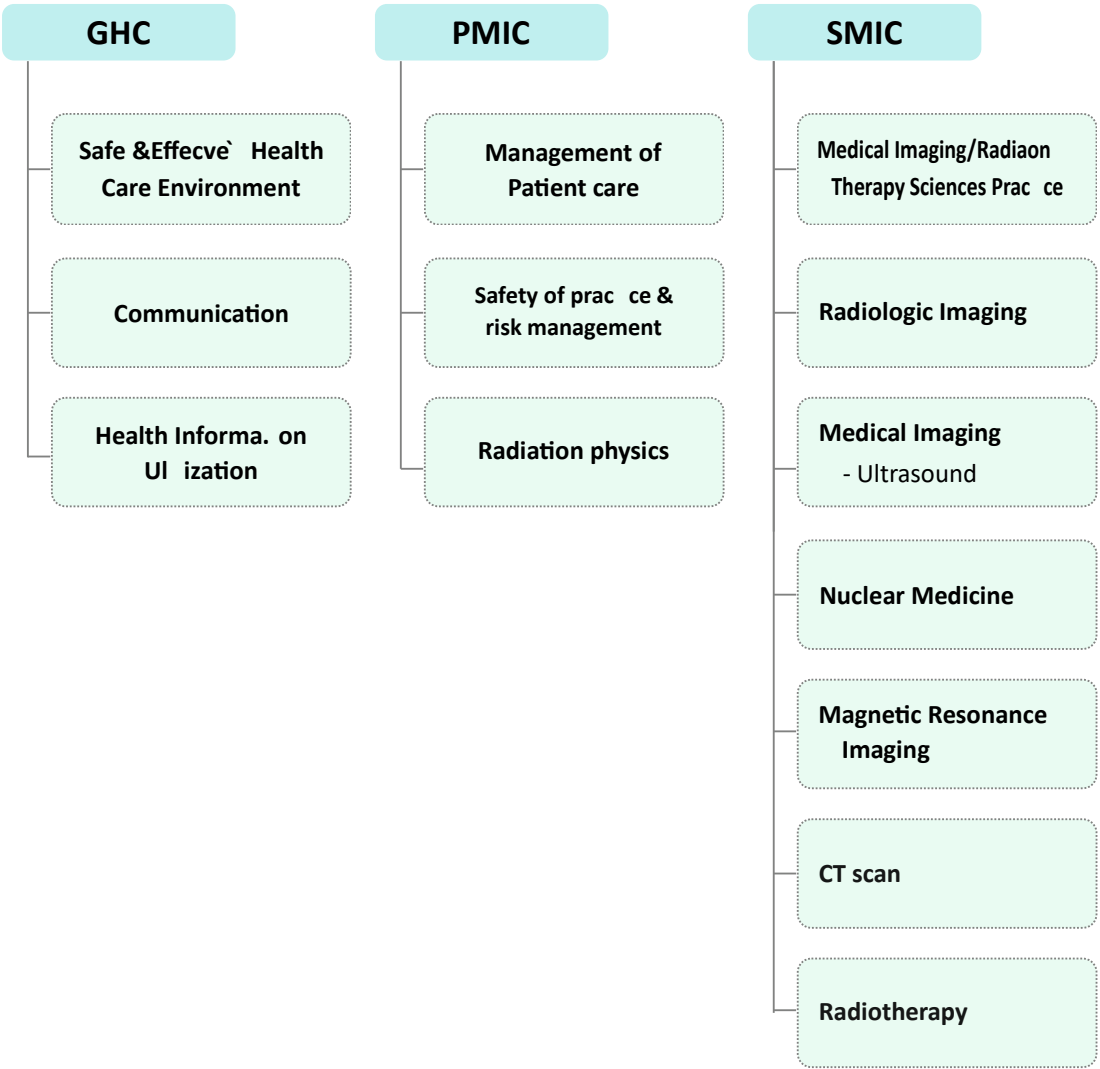 GHC
Safe &Effecve` Health
Care Environment
Communication
Health Informa. on
Ul ization
PMIC
Management of
Patient care
Safety of prac ce &
risk management
Radiation physics
SMIC
Medical Imaging/Radiaon
Therapy Sciences Prac ce
Radiologic Imaging
Medical Imaging
- Ultrasound
Nuclear Medicine
Magnetic Resonance
Imaging
CT scan
Radiotherapy